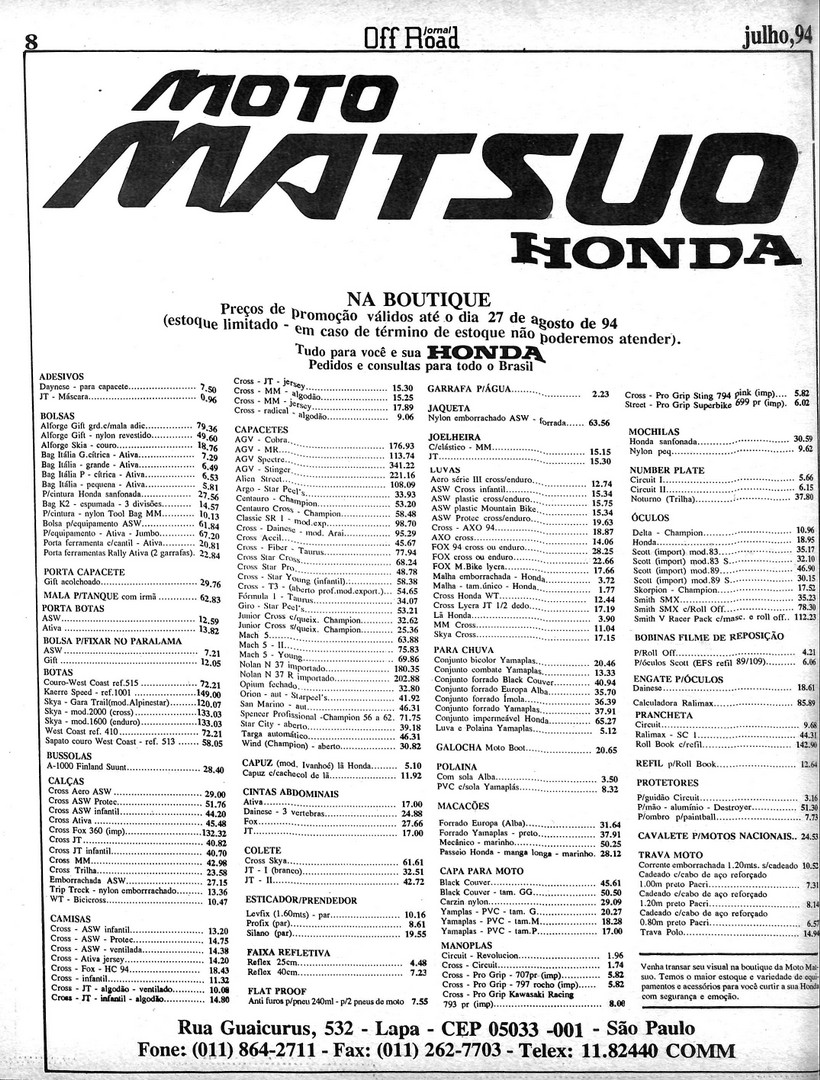 8
Off Road
Jornal
julho,94
MOTO
MATSUO
HONDA
NA BOUTIQUE
Preços de promoção válidos até o dia 27 de agosto de 94
(estoque limitado - em caso de término de estoque não poderemos atender).
Tudo para você e sua HONDA
Pedidos e consultas para todo o Brasil
ADESIVOS
Daynese - para capacete 7.50
JT - Máscara 0.96
BOLSAS
Alforge Gift grd.c/mala adic 79.36
Alforge Gift - nylon revestido 49.60
Alforge Skia - couro 18.76
Bag Itália G.cítrica - Ativa 7.29
Bag Itália - grande - Ativa 6.49
Bag Itália P - cítrica - Ativa 6.53
Bag Itália - pequena - Ativa 5.81
P/cintura Honda sanfonada 27.56
Bag K2 - espumada - 3 divisões 14.57
P/cintura - nylon Tool Bag MM 10.13
Bolsa p/equipamento ASW 61.84
P/equipamento - Ativa - Jumbo 67.20
Porta ferramenta c/cantil - Ativa 20.81
Porta ferramentas Rally Ativa (2 garrafas). 22.84
PORTA CAPACETE
Gift acolchoado 29.76
MALA P/TANQUE com irmã 62.83
PORTA BOTAS
ASW 12.59
Ativa 13.82
BOLSA P/FIXAR NO PARALAMA
ASW 7.21
Gift 12.05
BOTAS
Couro-West Coast ref.515 72.21
Kaerre Speed - ref.1001 149.00
Skya - Gara Trail(mod.Alpinestar) 120.07
Skya - mod.2000 (cross) 133.03
Skya - mod.1600 (enduro) 133.03
West Coast ref. 410 72.21
Sapato couro West Coast - ref. 513 58.05
BUSSOLAS
A-1000 Finland Suunt 28.40
CALÇAS
Cross Aero ASW 29.00
Cross ASW Protec 51.76
Cross ASW infantil 44.20
Cross Ativa 45.48
Cross Fox 360 (imp) 132.32
Cross JT 40.82
Cross JT infantil 40.70
Cross MM 42.98
Cross Trilha 23.58
Emborrachada ASW 27.15
Trip Treck - nylon emborrrachado 13.36
WT - Bicicross 10.47
CAMISAS
Cross - ASW infantil 13.20
Cross - ASW - Protec 14.75
Cross - ASW - ventilada 14.38
Cross - Ativa jersey 14.20
Cross - Fox - HC 94 18.43
Cross - infantil 11.32
Cross - JT - algodão - ventilado 10.08
Cross - JT - infantil - algodão 14.80
Cross - JT - jersey 15.30
Cross - MM - algodão 15.25
Cross - MM - jersey 17.89
Cross - radical - algodão 9.06
CAPACETES
AGV - Cobra 176.93
AGV - MR 113.74
AGV Spectre 341.22
AGV - Stinger 221.16
Alien Street 108.09
Argo - Star Peel's 33.93
Centauro - Champion 53.20
Centauro Cross - Champion 58.48
Classic SR 1 - mod.exp 98.70
Cross - Dainese - mod. Arai 95.29
Cross Accil 45.67
Cross - Fiber - Taurus 77.94
Cross Star Cross 68.24
Cross Star Pro 48.78
Cross - Star Young (infantil) 58.38
Cross - T3 - (aberto prof.mod.export.) 54.65
Fórmula 1 - Taurus 34.07
Giro - Star Peel's 53.21
Junior Cross c/queix. Champion 32.62
Junior Cross s/queix. Champion 25.36
Mach 5 63.88
Mach 5 - II 75.83
Mach 5 - Young 69.86
Nolan N 37 importado 180.35
Nolan N 37 R importado 202.88
Opium fechado 32.80
Orion - aut - Starpeel's 41.92
San Marino - aut 46.31
Spencer Profissional -Champion 56 a 62. 71.75
Star City - aberto 39.18
Targa automático 46.31
Wind (Champion) - aberto 30.82
CAPUZ (mod. Ivanhoé) lã Honda 5.10
Capuz c/cachecol de lã 11.92
CINTAS ABDOMINAIS
Ativa 17.00
Dainese - 3 vertebras 24.88
Fox 27.66
JT 17.00
COLETE
Cross Skya 61.61
JT - I (branco) 32.51
JT - II 42.72
ESTICADOR/PRENDEDOR
Levfix (1.60mts) - par 10.16
Profix (par) 8.61
Silano (par) 19.55
FAIXA REFLETIVA
Reflex 25cm 4.48
Reflex 40cm 7.23
FLAT PROOF
Anti furos p/pneu 240ml - p/2 pneus de moto 7.55
GARRAFA P/ÁGUA 2.23
JAQUETA
Nylon emborrachado ASW - forrada 63.56
JOELHEIRA
C/elástico - MM 15.15
JT 15.30
LUVAS
Aero série III cross/enduro 12.74
ASW Cross infantil 15.34
ASW plastic cross/enduro 15.75
ASW plastic Mountain Bike 15.34
ASW Protec cross/enduro 19.63
Cross - AXO 94 18.87
AXO cross 14.06
FOX 94 cross ou enduro 28.25
FOX cross ou enduro 22.66
FOX M.Bike lycra 17.66
Malha emborrachada - Honda 3.72
Malha - tam.único - Honda 1.77
Cross Honda WT 12.44
Cross Lycra JT 1/2 dedo 17.19
Lã Honda 3.90
MM Cross 11.04
Skya Cross 17.15
PARA CHUVA
Conjunto bicolor Yamaplas 20.46
Conjunto combate Yamaplas 13.33
Conjunto forrado Black Couver 40.94
Conjunto forrado Europa Alba 35.70
Conjunto forrado Ímola 36.39
Conjunto forrado Yamaplas 37.91
Conjunto impermeável Honda 65.27
Luva e Polaina Yamaplas 5.12
GALOCHA Moto Boot 20.65
POLAINA
Com sola Alba 3.50
PVC c/sola Yamaplás 8.32
MACACÕES
Forrado Europa (Alba) 31.64
Forrado Yamaplas - preto 37.91
Mecânico - marinho 50.25
Passeio Honda - manga longa - marinho. 28.12
CAPA PARA MOTO
Black Couver 45.61
Black Couver - tam. GG 50.50
Carzin nylon 29.09
Yamplas - PVC - tam. G 20.27
Yamaplas - PVC - tam.M 18.28
Yamaplas - PVC - tam.P 17.00
MANOPLAS
Circuit - Revolucion 1.96
Cross - Circuit 1.74
Cross - Pro Grip - 707pr (imp) 5.82
Cross - Pro Grip - 797 rocho (imp) 5.82
Cross - Pro Grip Kawasaki Racing
793 pr (imp) 8.08
Cross - Pro Grip Sting 794 pink (imp) 5.82
Street - Pro Grip Superbike 699 pr (imp). 6.02
MOCHILAS
Honda sanfonada 30.59
Nylon peq 9.62
NUMBER PLATE
Circuit I 5.66
Circuit II 6.15
Noturno (Trilha) 37.80
ÓCULOS
Delta - Champion 10.96
Honda 18.95
Scott (import) mod.83 35.17
Scott (import) mod.83 S 32.10
Scott (import) mod.89 46.90
Scott (import) mod.89 S 30.15
Skorpion - Champion 17.52
Smith SMX 35.23
Smith SMX c/Roll Off 78.30
Smith V Racer Pack c/masc. e roll off 112.23
BOBINAS FILME DE REPOSIÇÃO
P/Roll Off 4.21
P/óculos Scott (EFS refil 89/109) 6.06
ENGATE P/ÓCULOS
Dainese 18.61
Calculadora Ralimax 85.89
PRANCHETA
Circuit 9.68
Ralimax - SC 1 44.31
Roll Book c/refil 142.90
REFIL p/Roll Book 12.64
PROTETORES
P/guidão Circuit 3.16
P/mão - alumínio - Destroyer 51.30
P/ombro p/paintball 7.73
CAVALETE P/MOTOS NACIONAIS.. 24.53
TRAVA MOTO
Corrente emborrachada 1.20mts. s/cadeado 10.52
Cadeado c/cabo de aço reforçado
1.00m preto Pacri 7.31
Cadeado c/cabo de aço reforçado
1.20m preto Pacri 8.14
Cadeado c/cabo de aço reforçado
0.80m preto Pacri 6.57
Trava Polo 14.94
Venha transar seu visual na boutique da Moto Mat-
suo. Temos o maior estoque e variedade de equi-
pamentos e acessórios para você curtir a sua Honda
com segurança e emoção.
Rua Guaicurus, 532 - Lapa - CEP 05033 -001 - São Paulo
Fone: (011) 864-2711 - Fax: (011) 262-7703 - Telex: 11.82440 COMM